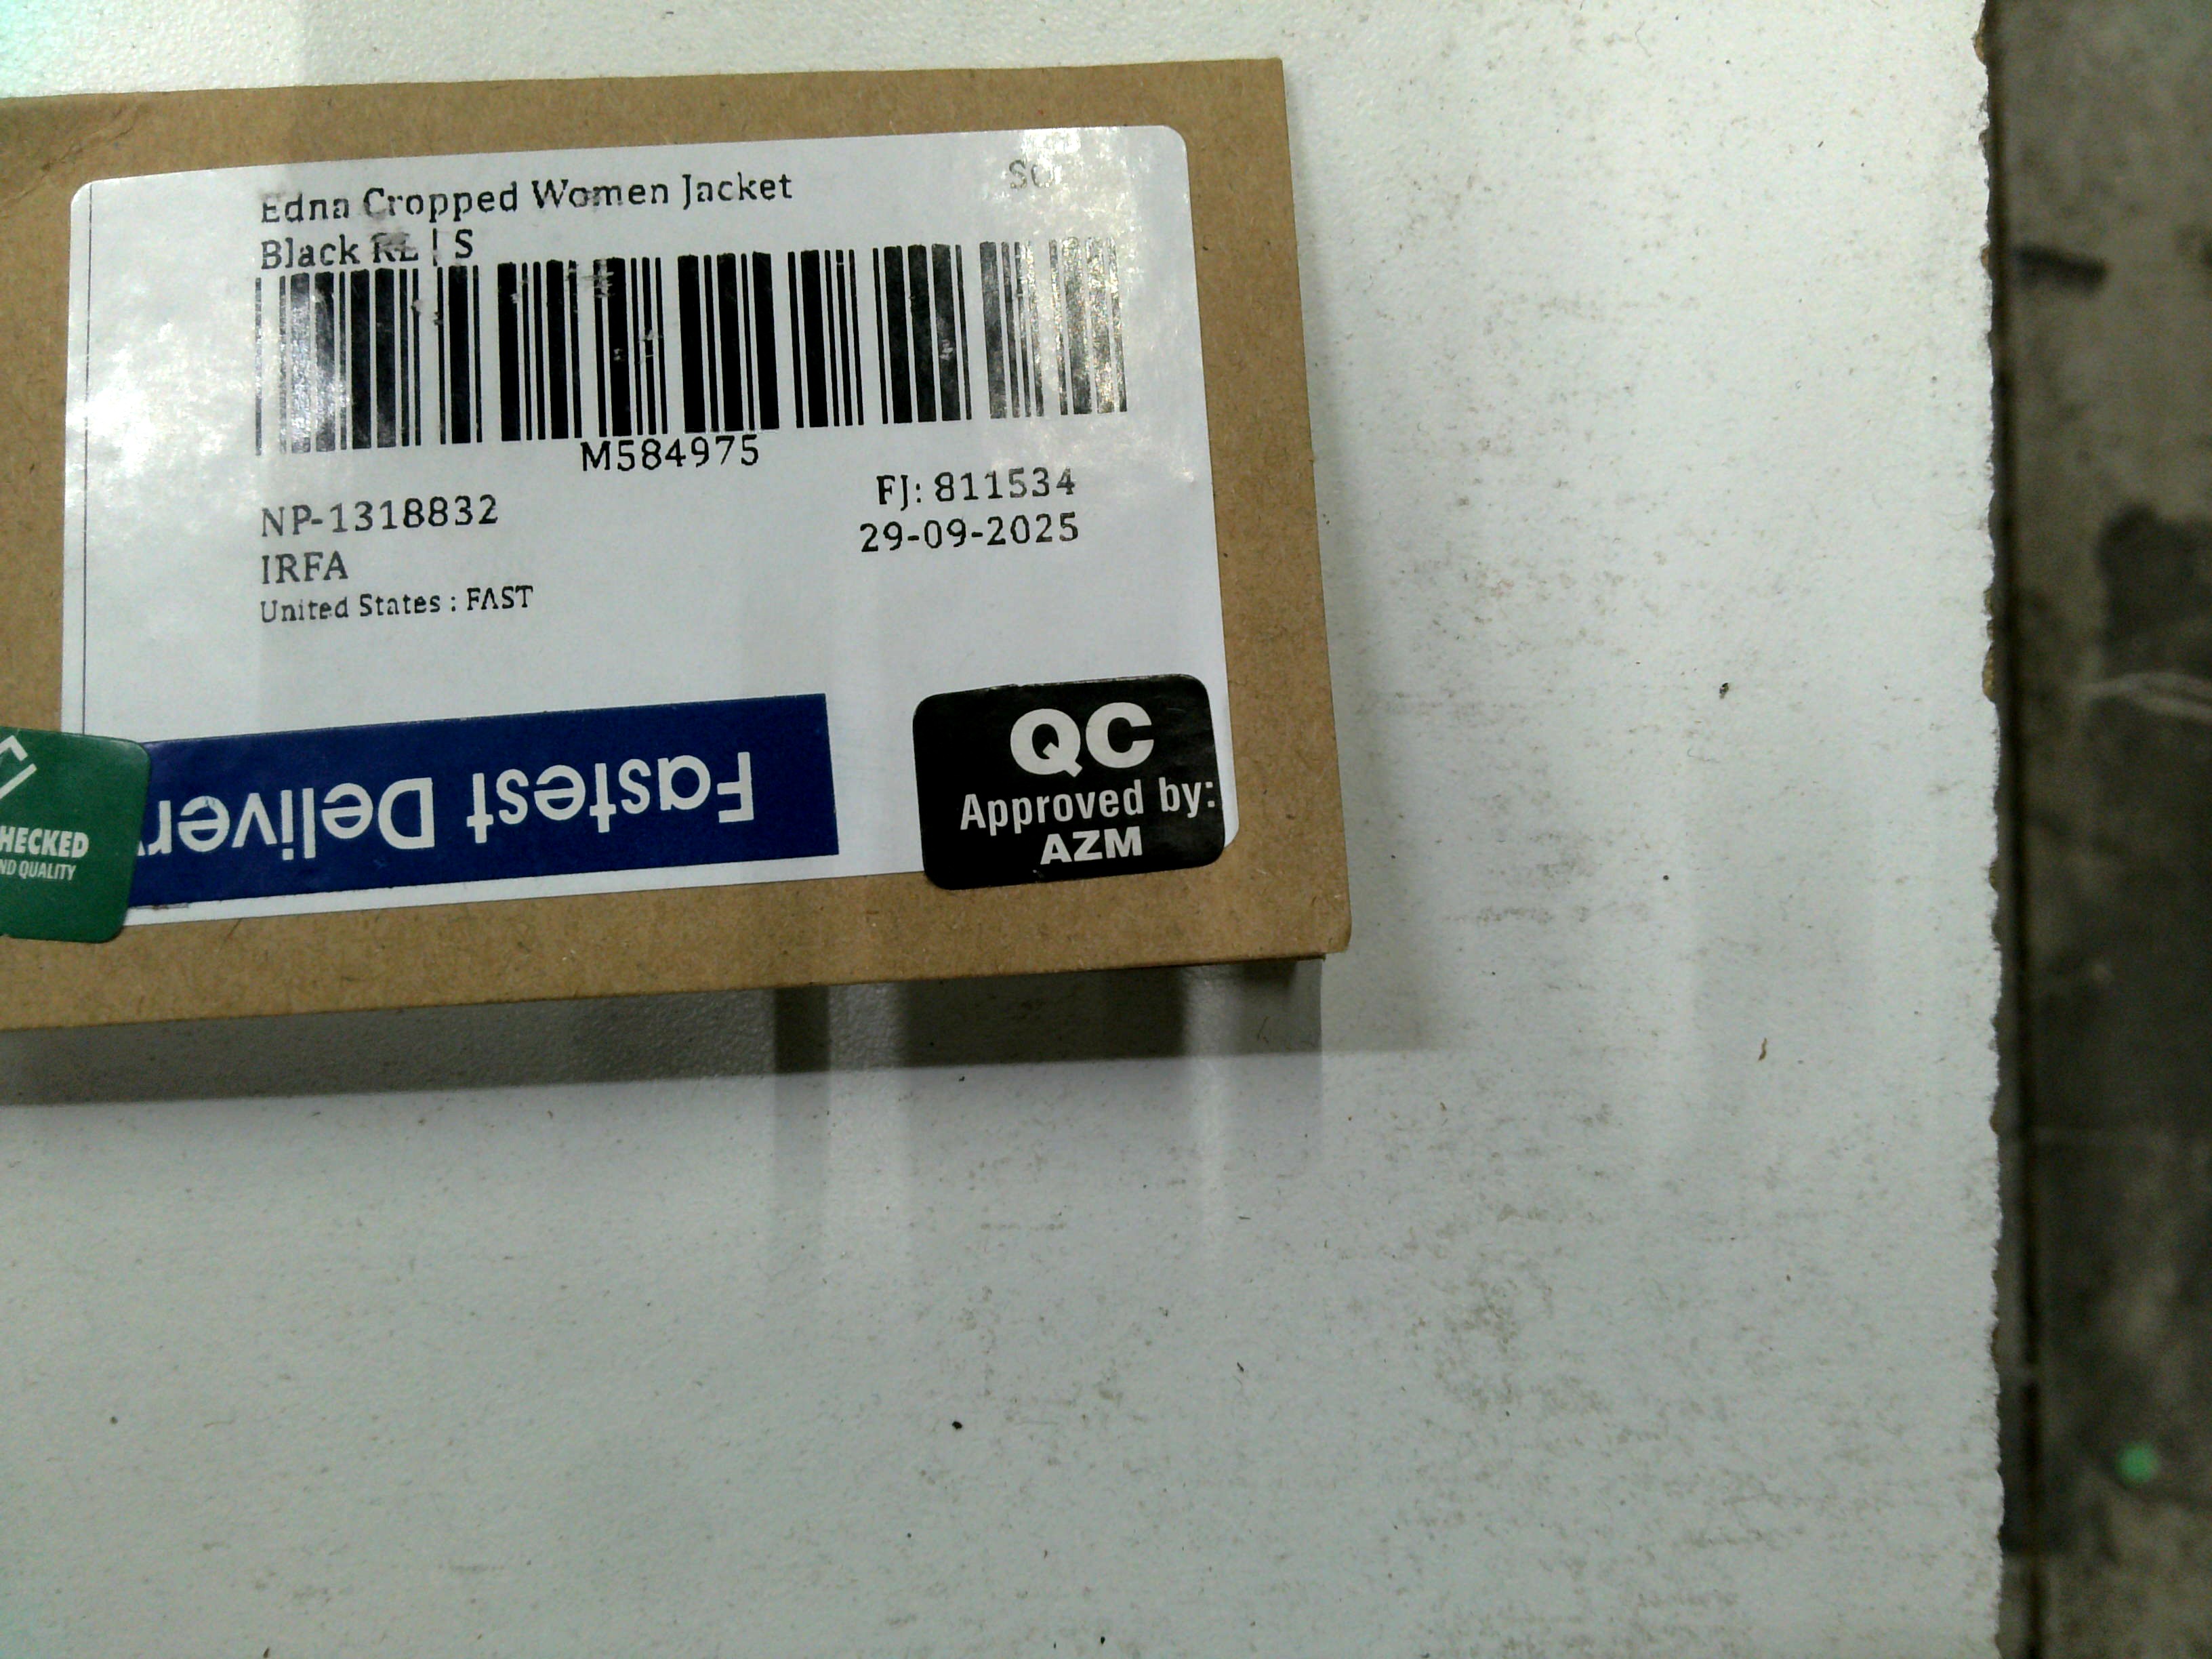 Edna Cropped Women Jacket
Black RL | S
M584975
FJ: 811534
NP-1318832
29-09-2025
IRFA
United States : FAST
Fastest Deliver
QC
Approved by:
AZM
HECKED
ND QUALITY